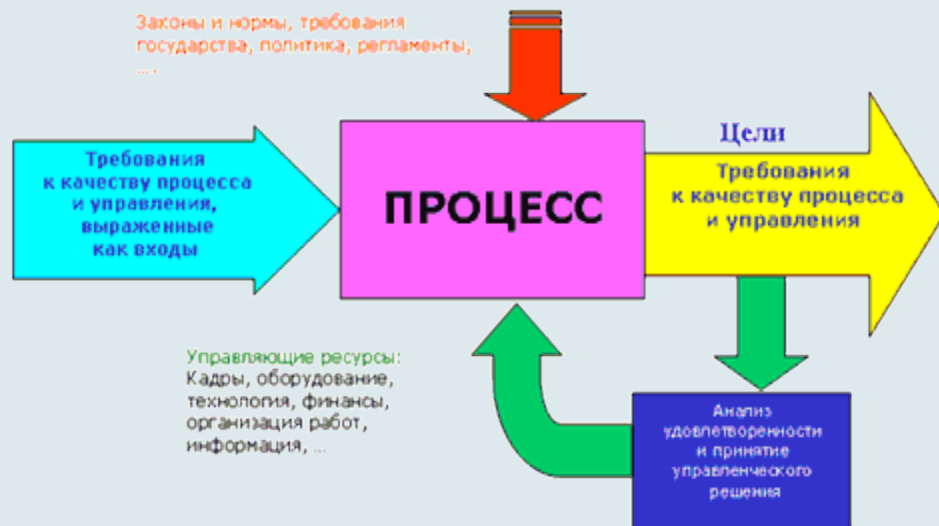 Законы и нормы, требования
государства, политика, регламенты,
....
Требования
к качеству процесса
и управления,
выраженные
как входы
ПРОЦЕСС
Цели
Требования
к качеству процесса
и управления
Управляющие ресурсы:
Кадры, оборудование,
технология, финансы,
организация работ,
информация, ...
Анализ
удовлетворенности
и принятие
управленческого
решения